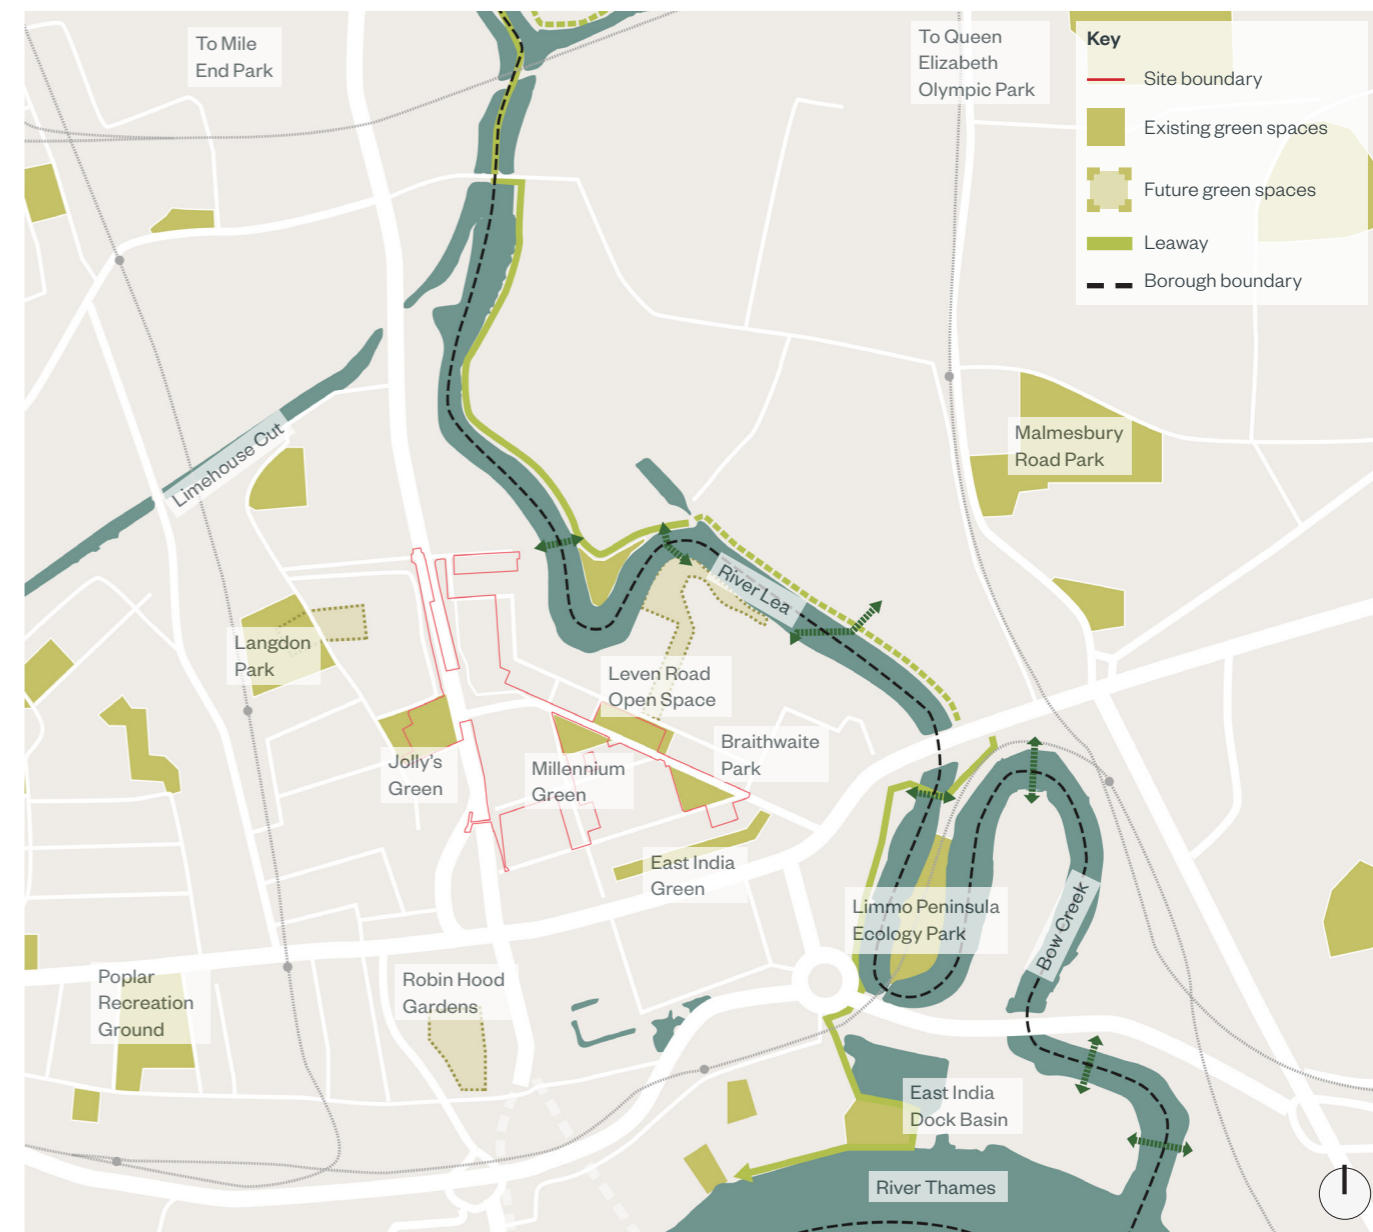 To Mile
End Park
To Queen
Elizabeth
Olympic Park
Key
Site boundary
Existing green spaces
Future green spaces
Leaway
Borough boundary
Limehouse Cut
Malmesbury
Road Park
River Lea
Langdon
Park
Leven Road
Open Space
Jolly's
Green
Millennium
Green
Braithwaite
Park
East India
Green
Limmo Peninsula
Ecology Park
Bow Creek
Poplar
Recreation
Ground
Robin Hood
Gardens
East India
Dock Basin
River Thames